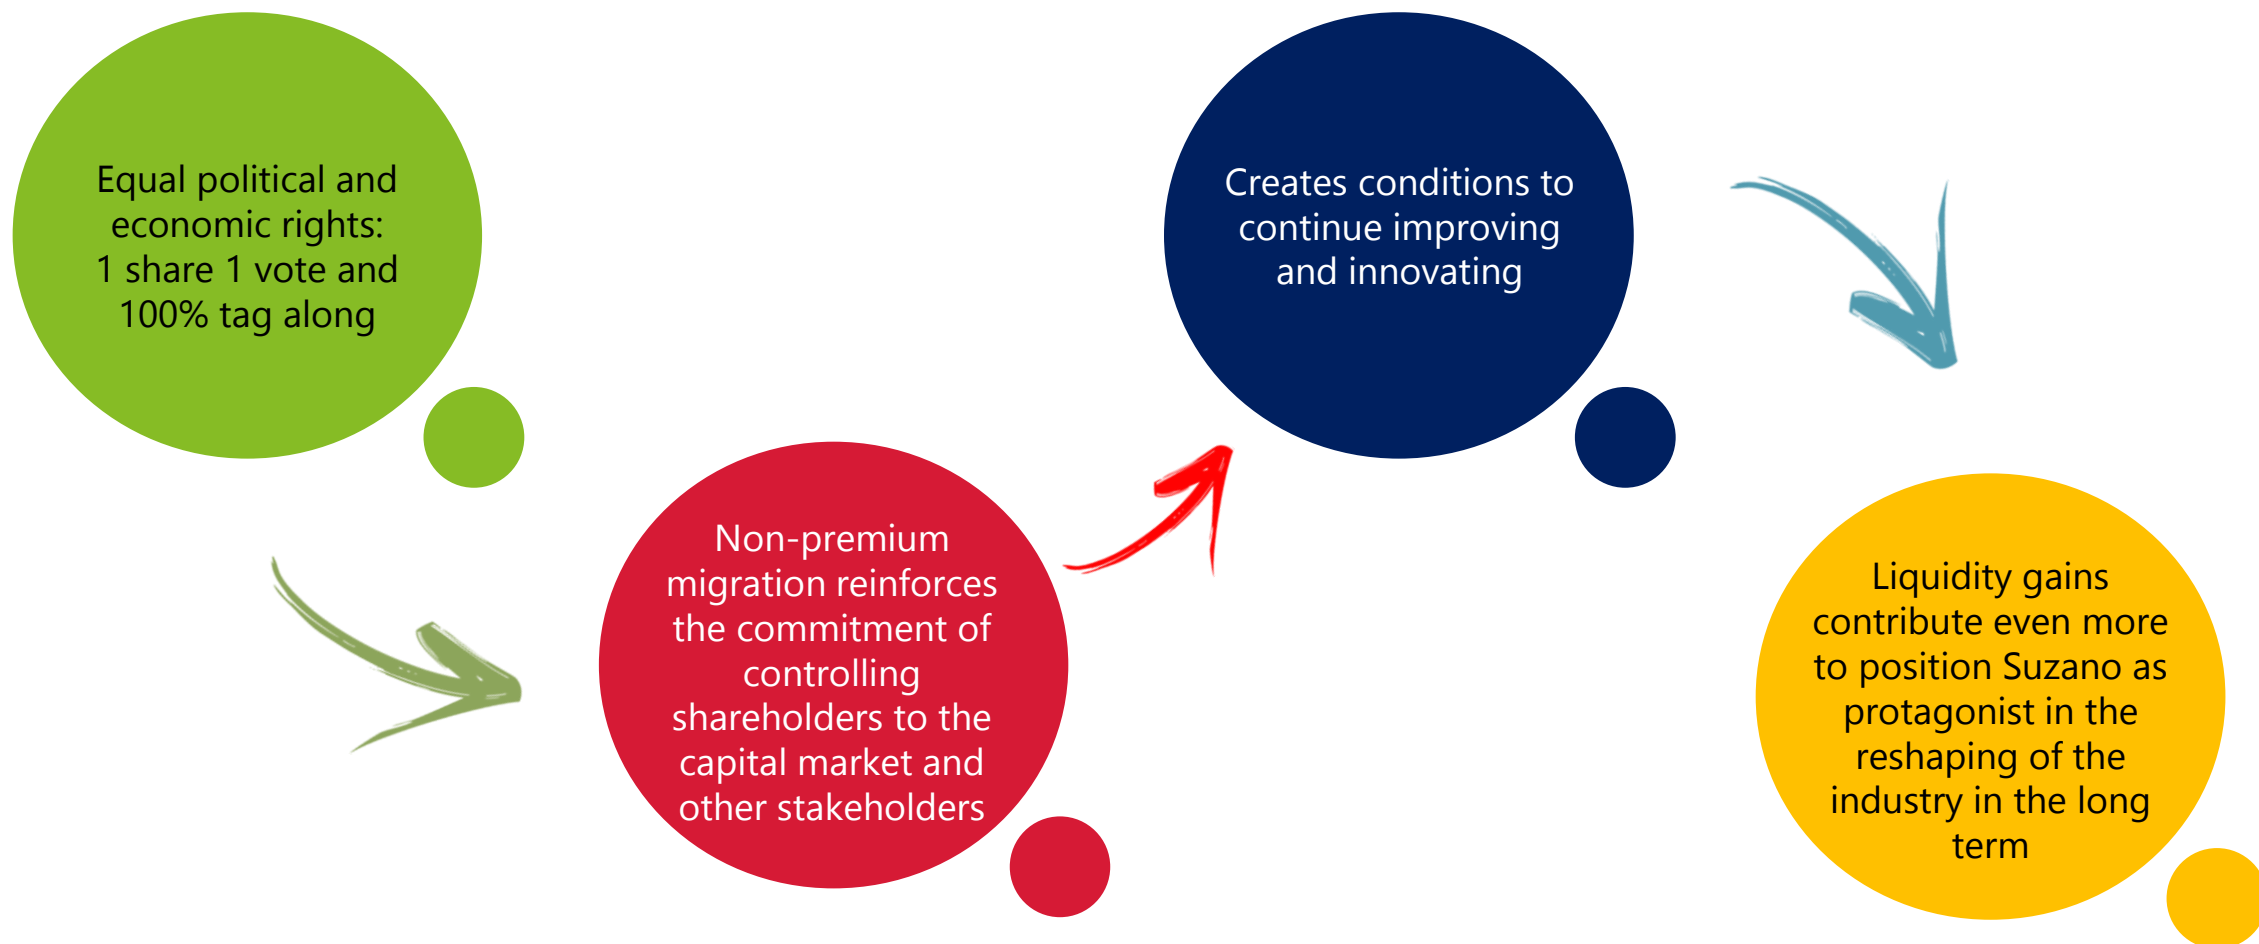 Equal political and
economic rights:
1 share 1 vote and
100% tag along
Non-premium
migration reinforces
the commitment of
controlling
shareholders to the
capital market and
other stakeholders
Creates conditions to
continue improving
and innovating
Liquidity gains
contribute even more
to position Suzano as
protagonist in the
reshaping of the
industry in the long
term